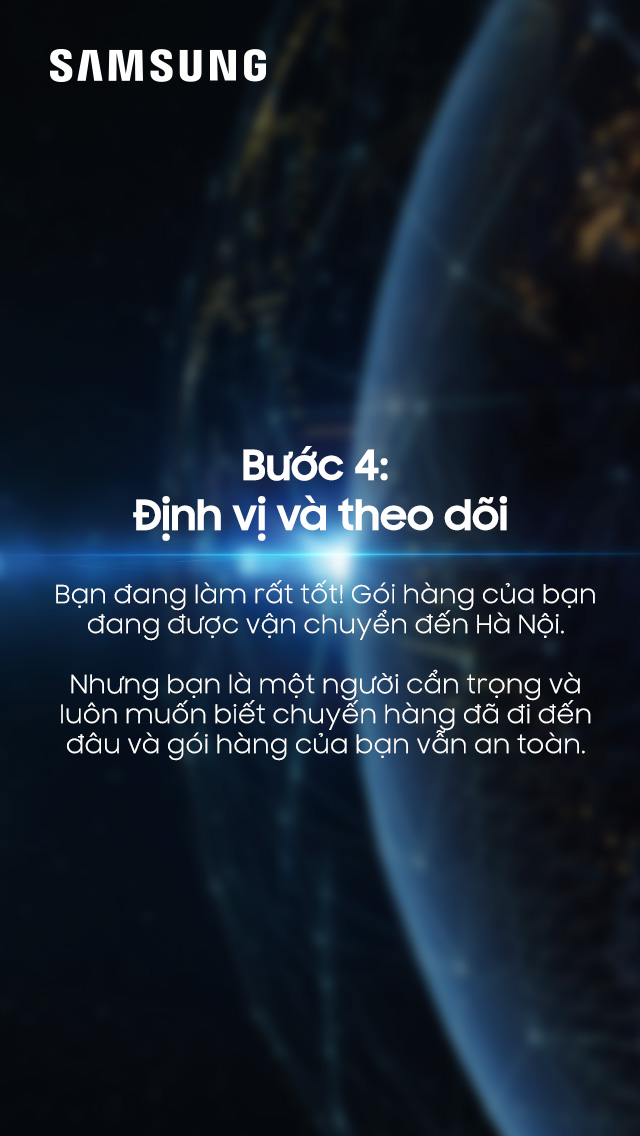 SAMSUNG
Bước 4:
Định vị và theo dõi
Bạn đang làm rất tốt! Gói hàng của bạn
đang được vận chuyển đến Hà Nội.
Nhưng bạn là một người cẩn trọng và
luôn muốn biết chuyến hàng đã đi đến
đâu và gói hàng của bạn vẫn an toàn.